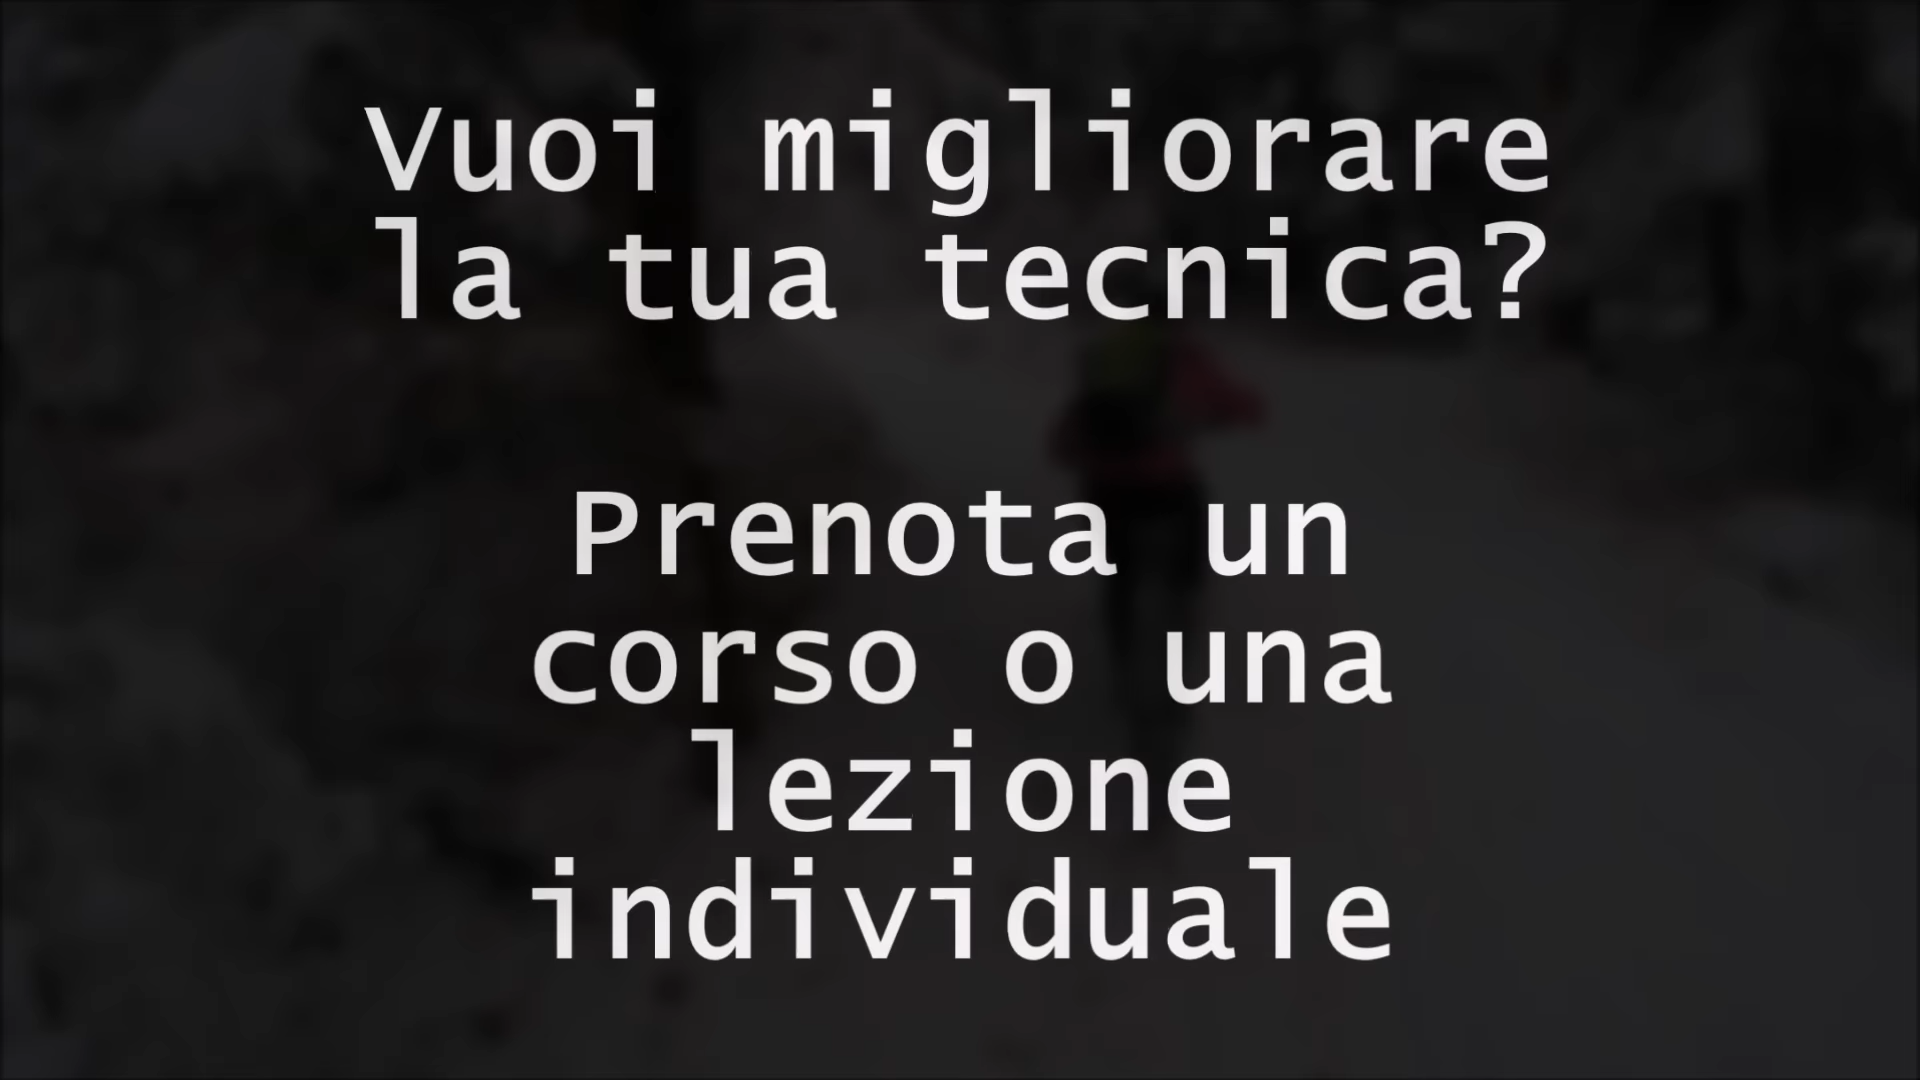 Vuoi migliorare
la tua tecnica?
Prenota un
corso o una
lezione
individuale